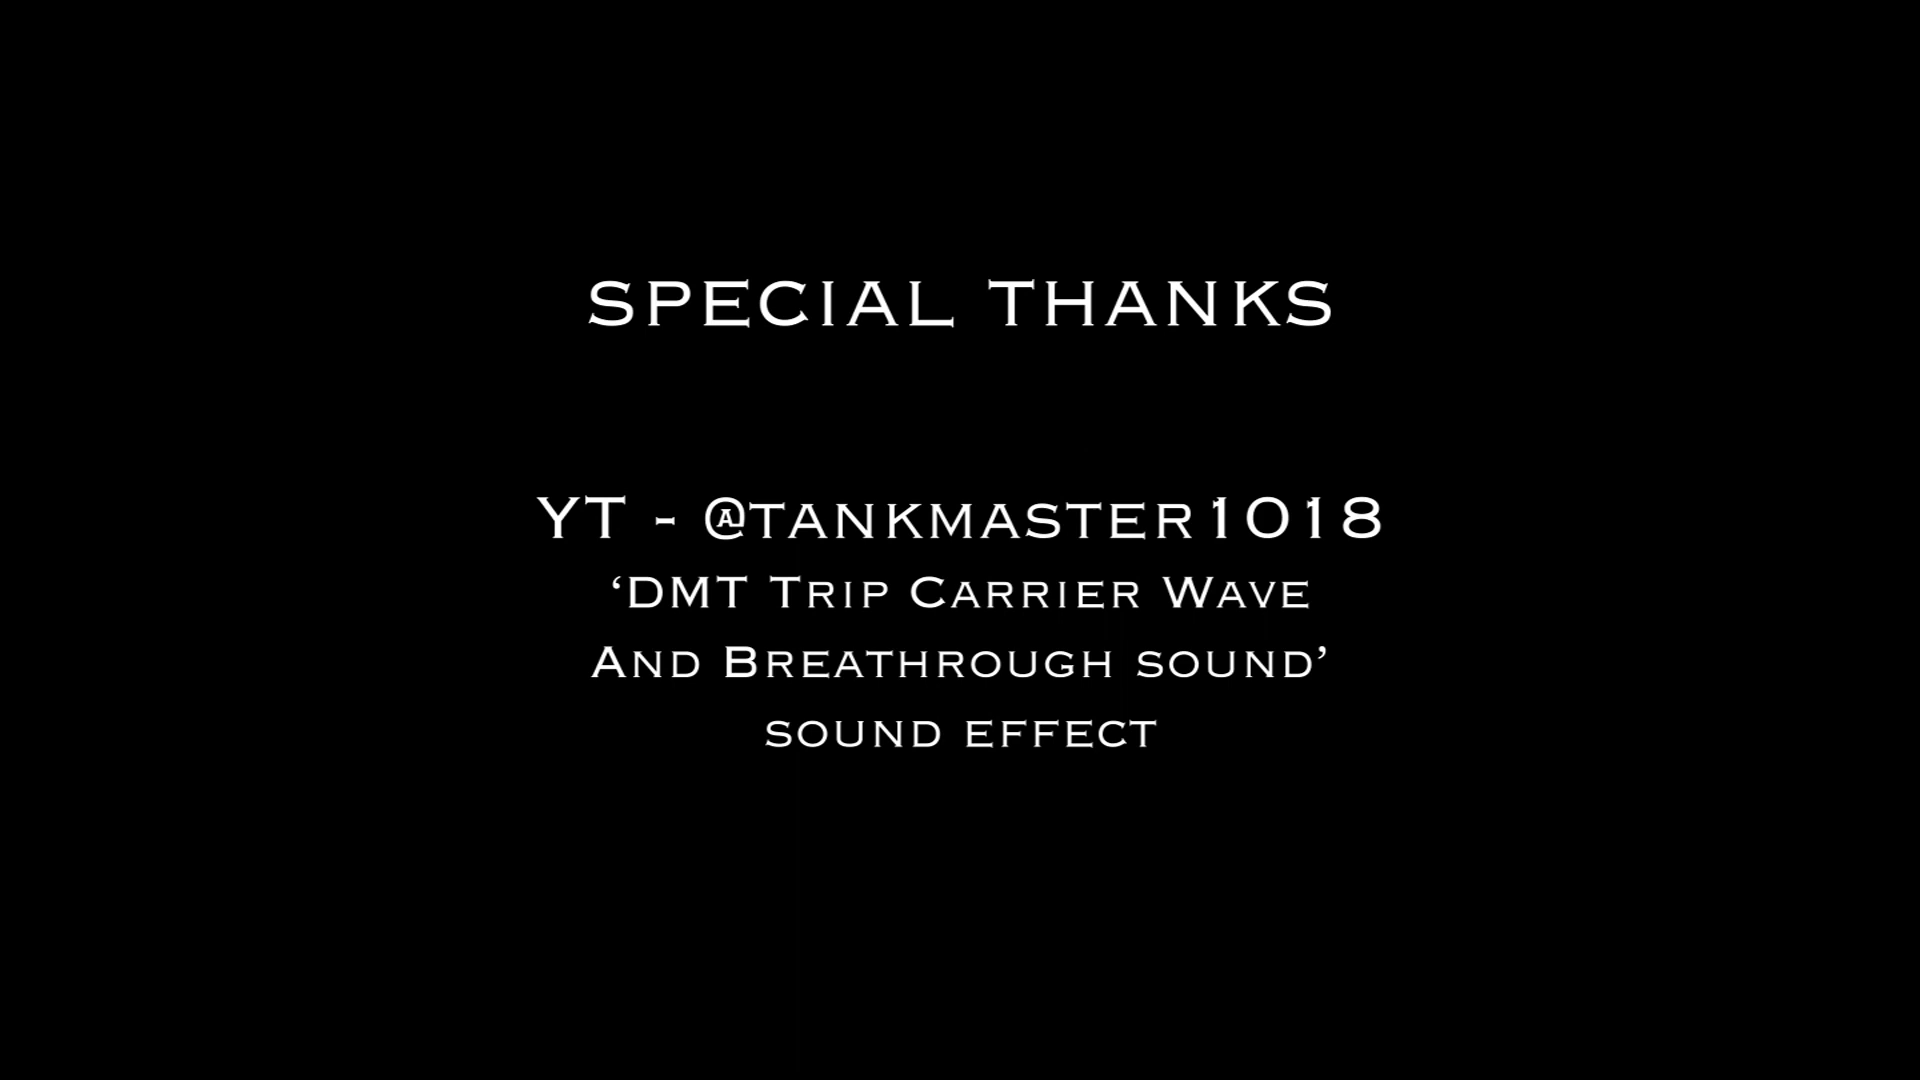 SPECIAL THANKS
YT - @TANKMASTER1018
‘DMT TRIP CARRIER WAVE
AND BREATHROUGH SOUND’
SOUND EFFECT